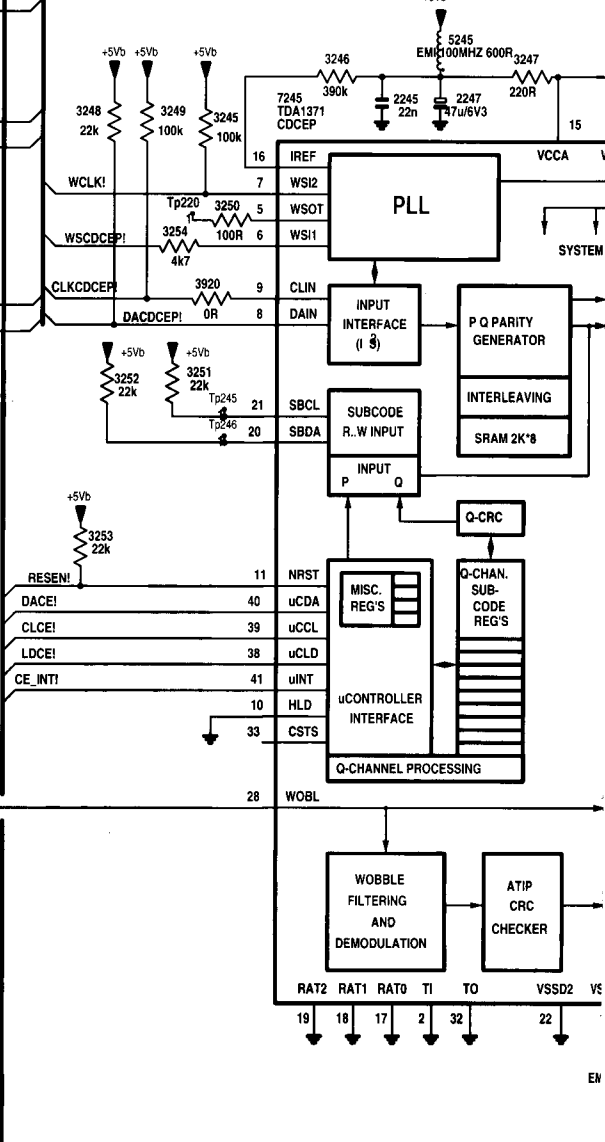 5245
EMI 100MHZ 600R
+5Vb +5Vb +5Vb
3246
390k
3247
220R
3248
22k
3249
100k
3245
100k
7245
TDA1371
CDCEP
2245
22n
2247
47u/6V3
15
VCCA
16 IREF
WCLK! 7 WSI2
PLL
Tp220 3250
100R
5 WSOT
WSCDCEP! 3254
4k7
6 WSI1
SYSTEM
CLKCDCEP! 3920
0R
9 CLIN
DACDCEP! 8 DAIN
INPUT
INTERFACE
(I²S)
P Q PARITY
GENERATOR
INTERLEAVING
SRAM 2K*8
+5Vb +5Vb
3252
22k
3251
22k
Tp245
21 SBCL
Tp246
20 SBDA
SUBCODE
R..W INPUT
INPUT
P Q
Q-CRC
+5Vb
3253
22k
RESEN! 11 NRST
DACE! 40 uCDA
CLCE! 39 uCCL
LDCE! 38 uCLD
CE_INT! 41 uINT
10 HLD
33 CSTS
MISC.
REG'S
Q-CHAN.
SUB-
CODE
REG'S
uCONTROLLER
INTERFACE
Q-CHANNEL PROCESSING
28 WOBL
WOBBLE
FILTERING
AND
DEMODULATION
ATIP
CRC
CHECKER
RAT2 RAT1 RAT0 TI TO VSSD2 VS
19 18 17 2 32 22
EM